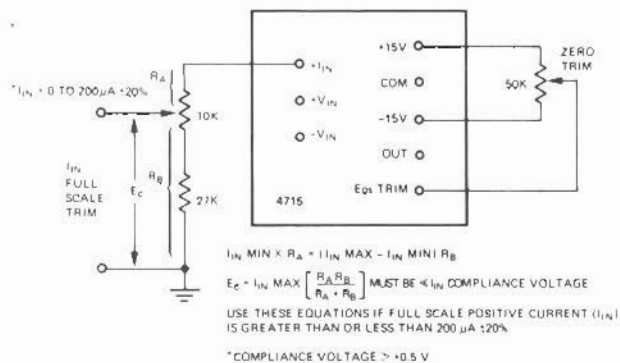 +15V
ZERO
TRIM
+IIN
COM
50K
RA
*IIN = 0 TO 200µA ±20%
+VIN
10K
-15V
-VIN
OUT
IIN
FULL
SCALE
TRIM
Ec
RB
27K
4715
Eos TRIM
IIN MIN X RA = (IIN MAX - IIN MIN) RB
Ec = IIN MAX [RA RB / RA + RB] MUST BE < IIN COMPLIANCE VOLTAGE
USE THESE EQUATIONS IF FULL SCALE POSITIVE CURRENT (IIN)
IS GREATER THAN OR LESS THAN 200 µA ±20%
*COMPLIANCE VOLTAGE > +0.5 V